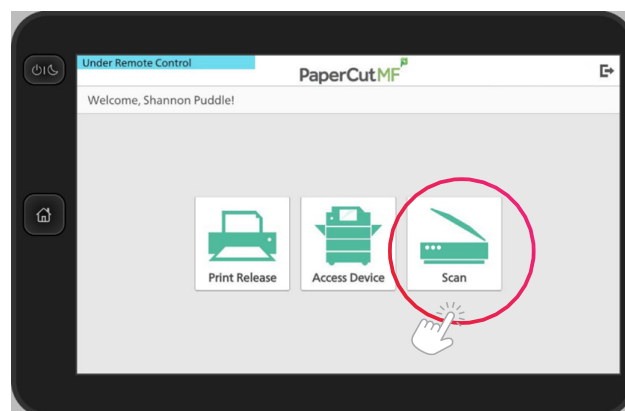 Under Remote Control
PaperCutMF
Welcome, Shannon Puddle!
Print Release
Access Device
Scan